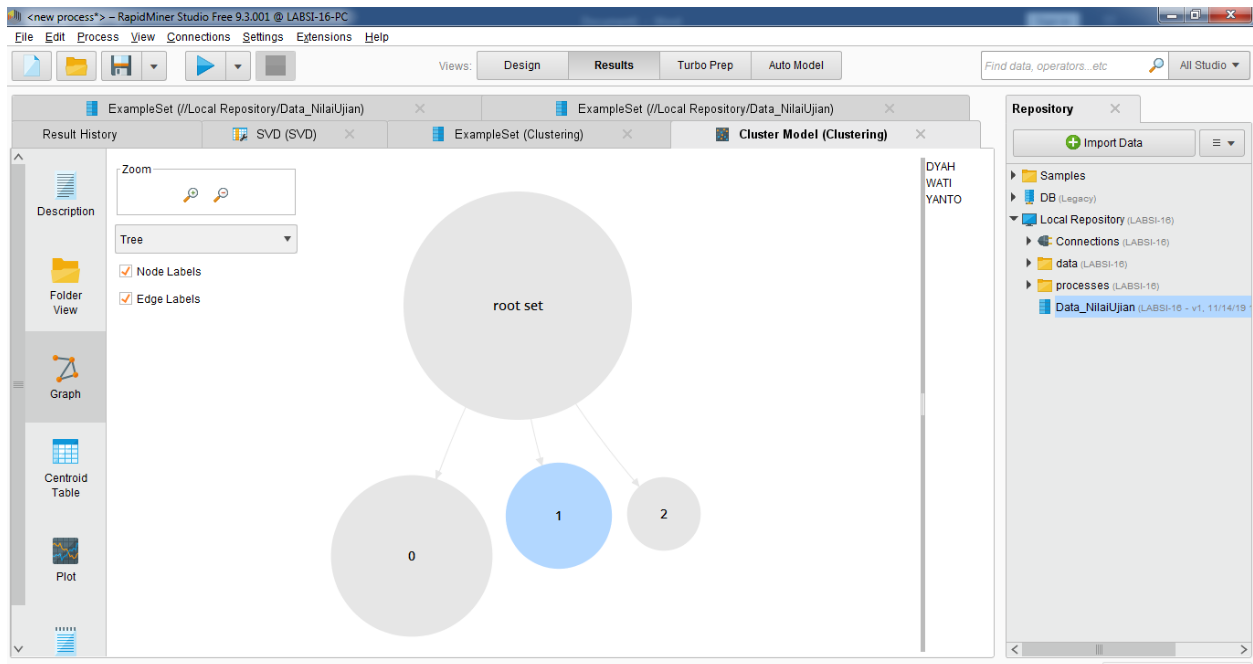 <new process*> – RapidMiner Studio Free 9.3.001 @ LABSI-16-PC
File Edit Process View Connections Settings Extensions Help
Views: Design Results Turbo Prep Auto Model
Find data, operators...etc
All Studio
ExampleSet (//Local Repository/Data_NilaiUjian)
ExampleSet (//Local Repository/Data_NilaiUjian)
Result History
SVD (SVD)
ExampleSet (Clustering)
Cluster Model (Clustering)
Description
Folder
View
Graph
Centroid
Table
Plot
Zoom
Tree
Node Labels
Edge Labels
root set
0
1
2
DYAH
WATI
YANTO
Repository
Import Data
Samples
DB (Legacy)
Local Repository (LABSI-16)
Connections (LABSI-16)
data (LABSI-16)
processes (LABSI-16)
Data_NilaiUjian (LABSI-16 - v1, 11/14/19